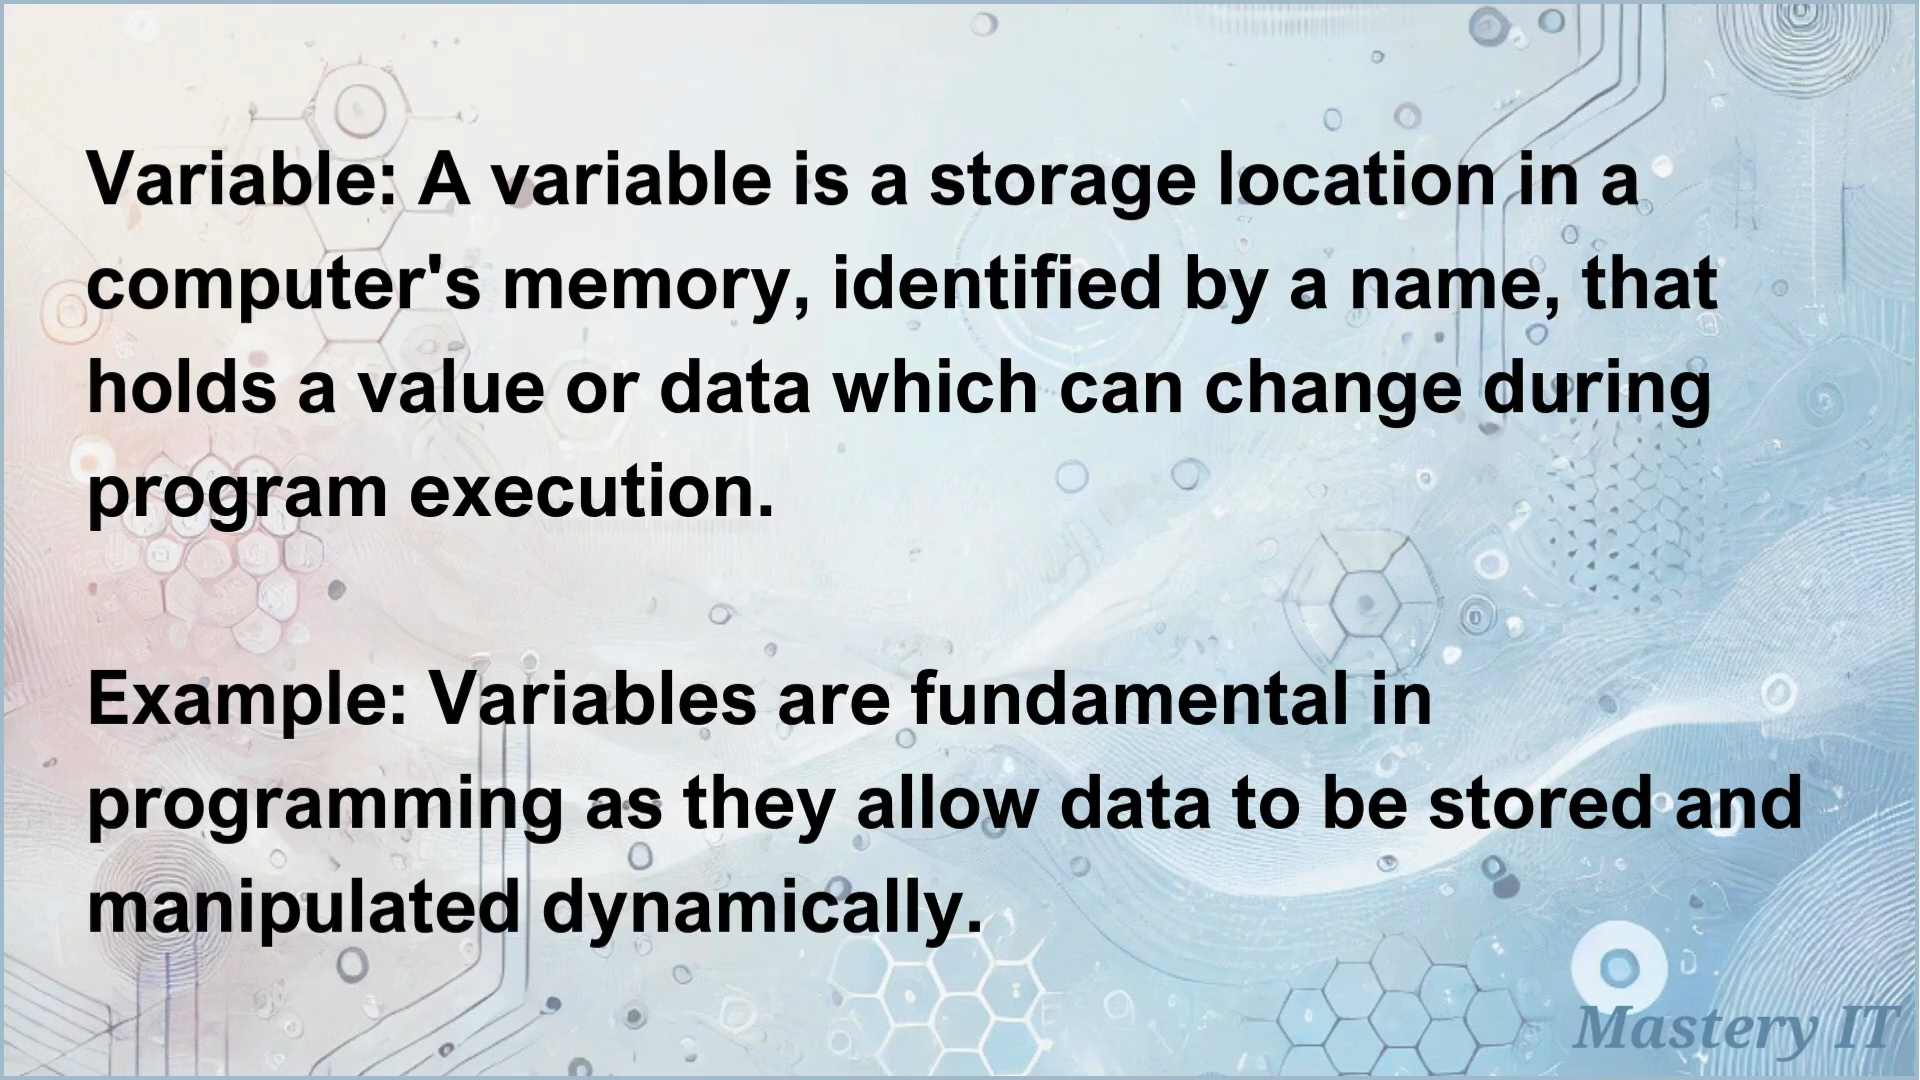 Variable: A variable is a storage location in a
computer's memory, identified by a name, that
holds a value or data which can change during
program execution.
Example: Variables are fundamental in
programming as they allow data to be stored and
manipulated dynamically.
Mastery IT